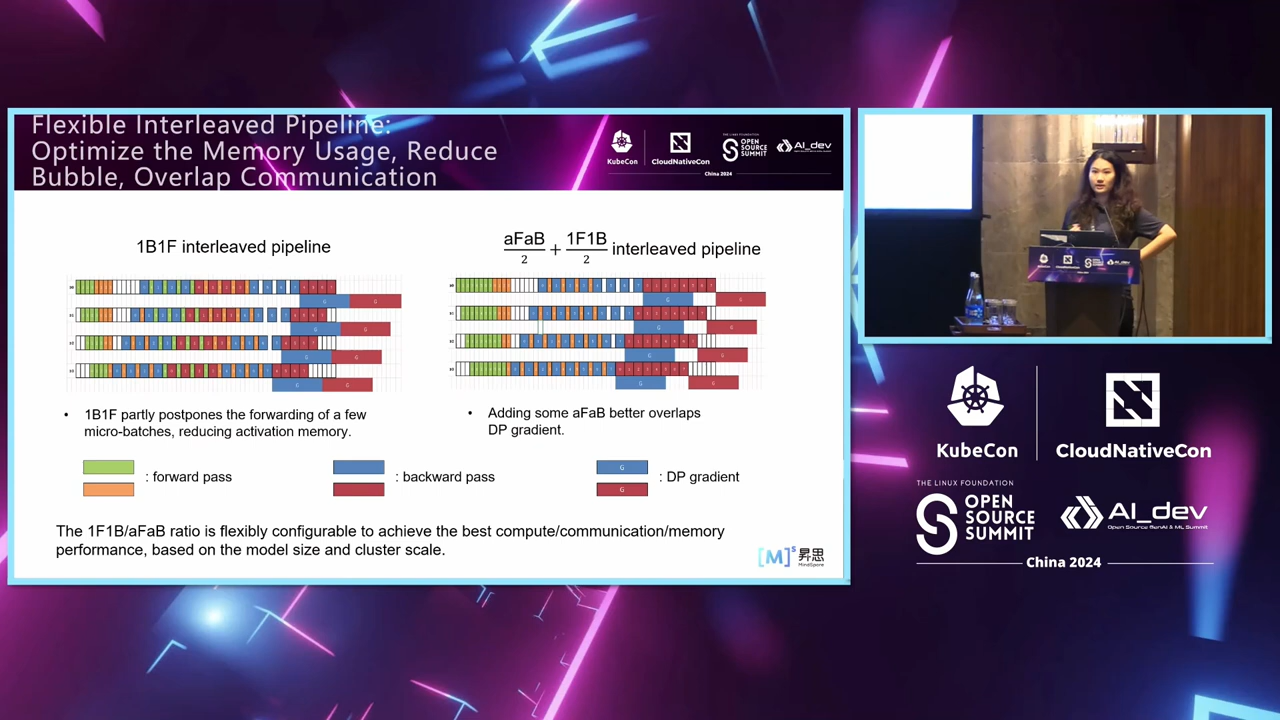 Flexible Interleaved Pipeline:
Optimize the Memory Usage, Reduce
Bubble, Overlap Communication
KubeCon
CloudNativeCon
THE LINUX FOUNDATION
OPEN
SOURCE
SUMMIT
AI_dev
China 2024
1B1F interleaved pipeline
aFaB/2 + 1F1B/2 interleaved pipeline
G G
G G
G G
G G
G G
G G
G G
G G
• 1B1F partly postpones the forwarding of a few
micro-batches, reducing activation memory.
• Adding some aFaB better overlaps
DP gradient.
: forward pass
: backward pass
G
G
: DP gradient
The 1F1B/aFaB ratio is flexibly configurable to achieve the best compute/communication/memory
performance, based on the model size and cluster scale.
[M]s 昇思
MindSpore
KubeCon
CloudNativeCon
THE LINUX FOUNDATION
OPEN
SOURCE
SUMMIT
AI_dev
Open Source GenAI & ML Summit
China 2024